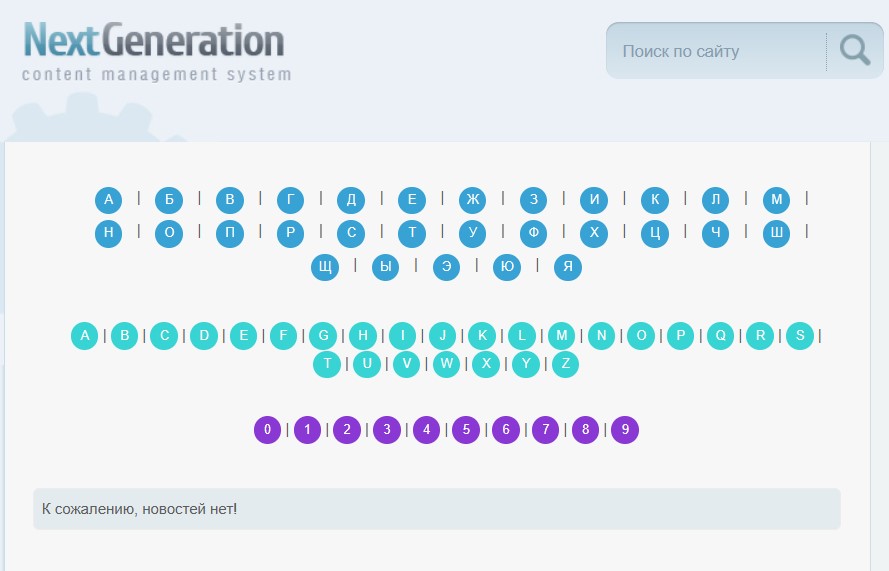 NextGeneration
content management system
Поиск по сайту
А | Б | В | Г | Д | Е | Ж | З | И | К | Л | М |
Н | О | П | Р | С | Т | У | Ф | Х | Ц | Ч | Ш |
Щ | Ы | Э | Ю | Я
A | B | C | D | E | F | G | H | I | J | K | L | M | N | O | P | Q | R | S |
T | U | V | W | X | Y | Z
0 | 1 | 2 | 3 | 4 | 5 | 6 | 7 | 8 | 9
К сожалению, новостей нет!